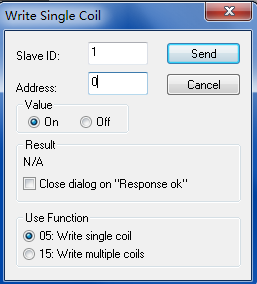 Write Single Coil
Slave ID: 1 Send
Address: 0 Cancel
Value
On Off
Result
N/A
Close dialog on "Response ok"
Use Function
05: Write single coil
15: Write multiple coils